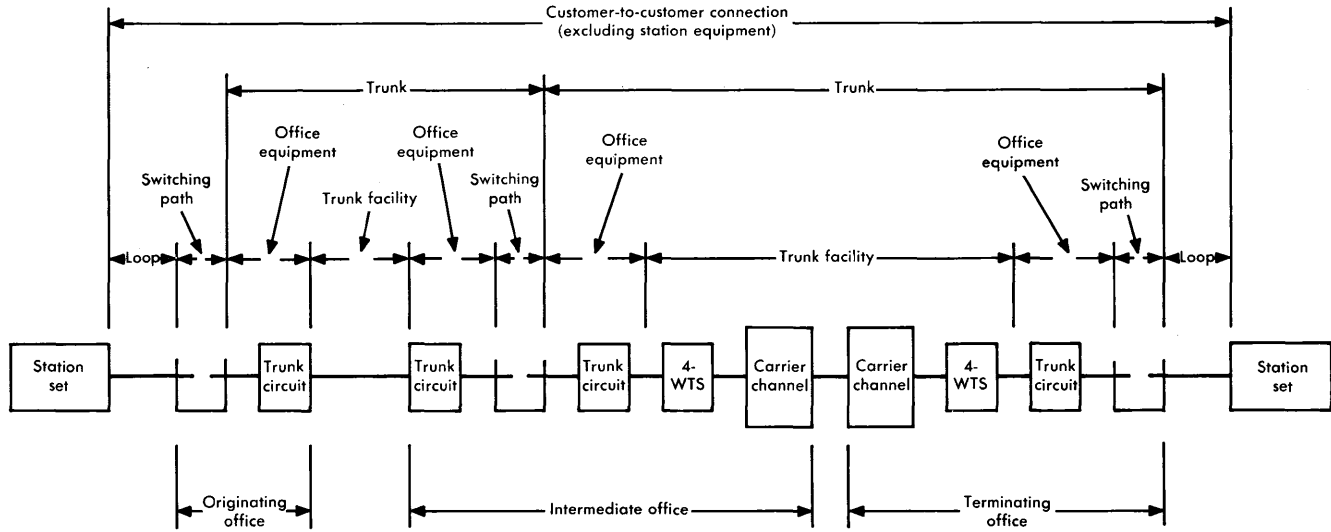 Customer-to-customer connection
(excluding station equipment)
Trunk
Trunk
Office
equipment
Office
equipment
Office
equipment
Office
equipment
Switching
path
Trunk facility
Switching
path
Switching
path
Loop
Trunk facility
Loop
Station
set
Trunk
circuit
Trunk
circuit
Trunk
circuit
4-
WTS
Carrier
channel
Carrier
channel
4-
WTS
Trunk
circuit
Station
set
Originating
office
Intermediate office
Terminating
office